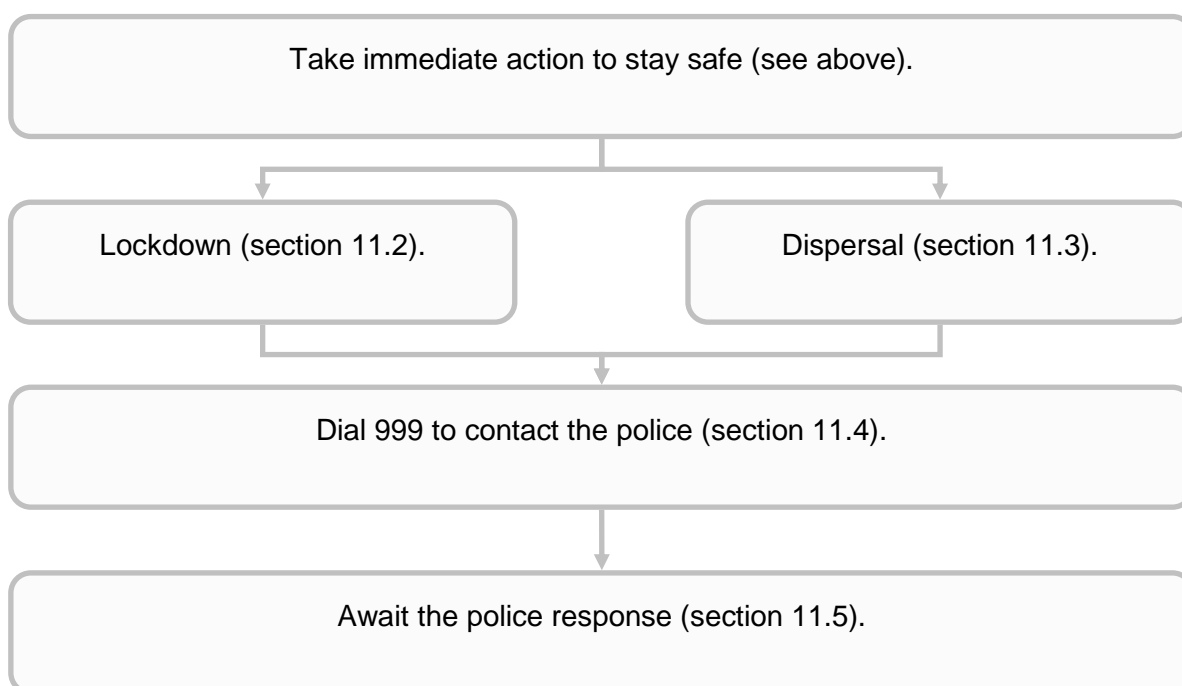 Take immediate action to stay safe (see above).
Lockdown (section 11.2).
Dispersal (section 11.3).
Dial 999 to contact the police (section 11.4).
Await the police response (section 11.5).